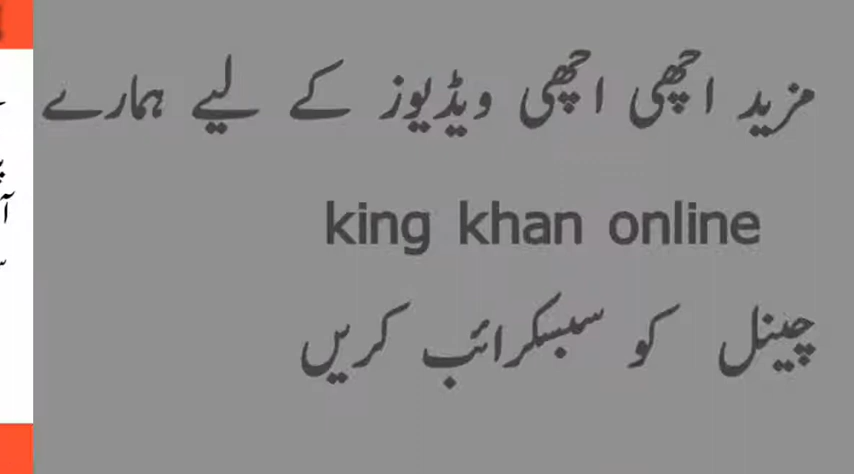 مزید اچھی اچھی ویڈیوز کے لیے ہمارے
king khan online
چینل کو سبسکرائب کریں